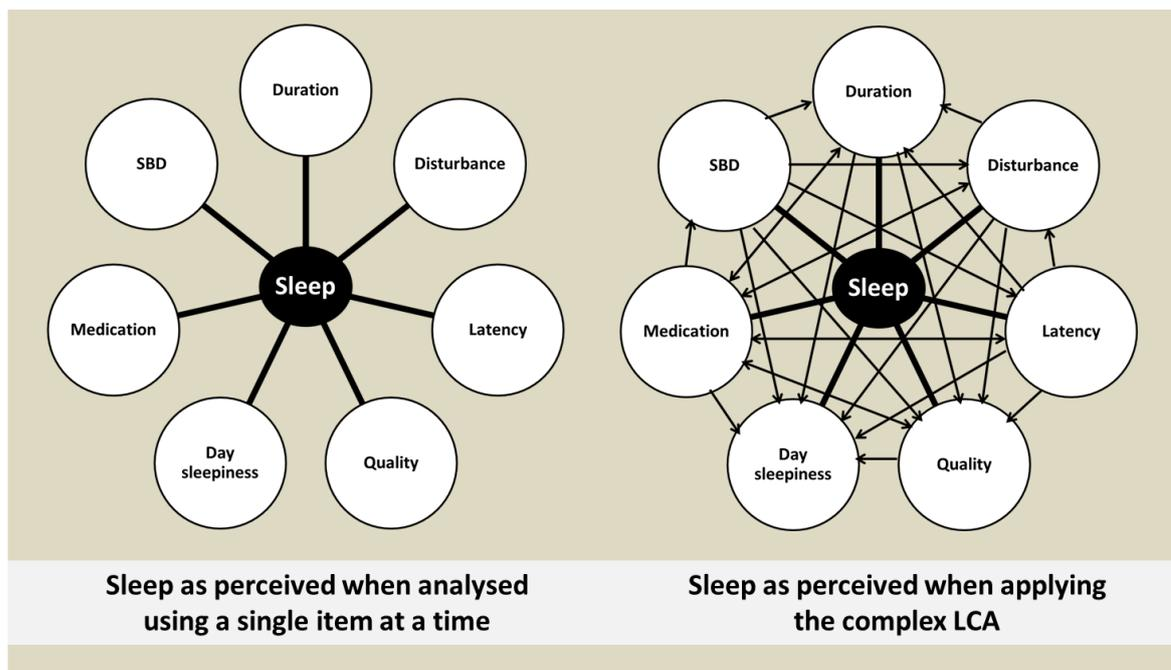 Duration
SBD
Disturbance
Sleep
Medication
Latency
Day
sleepiness
Quality
Sleep as perceived when analysed
using a single item at a time
Duration
SBD
Disturbance
Sleep
Medication
Latency
Day
sleepiness
Quality
Sleep as perceived when applying
the complex LCA